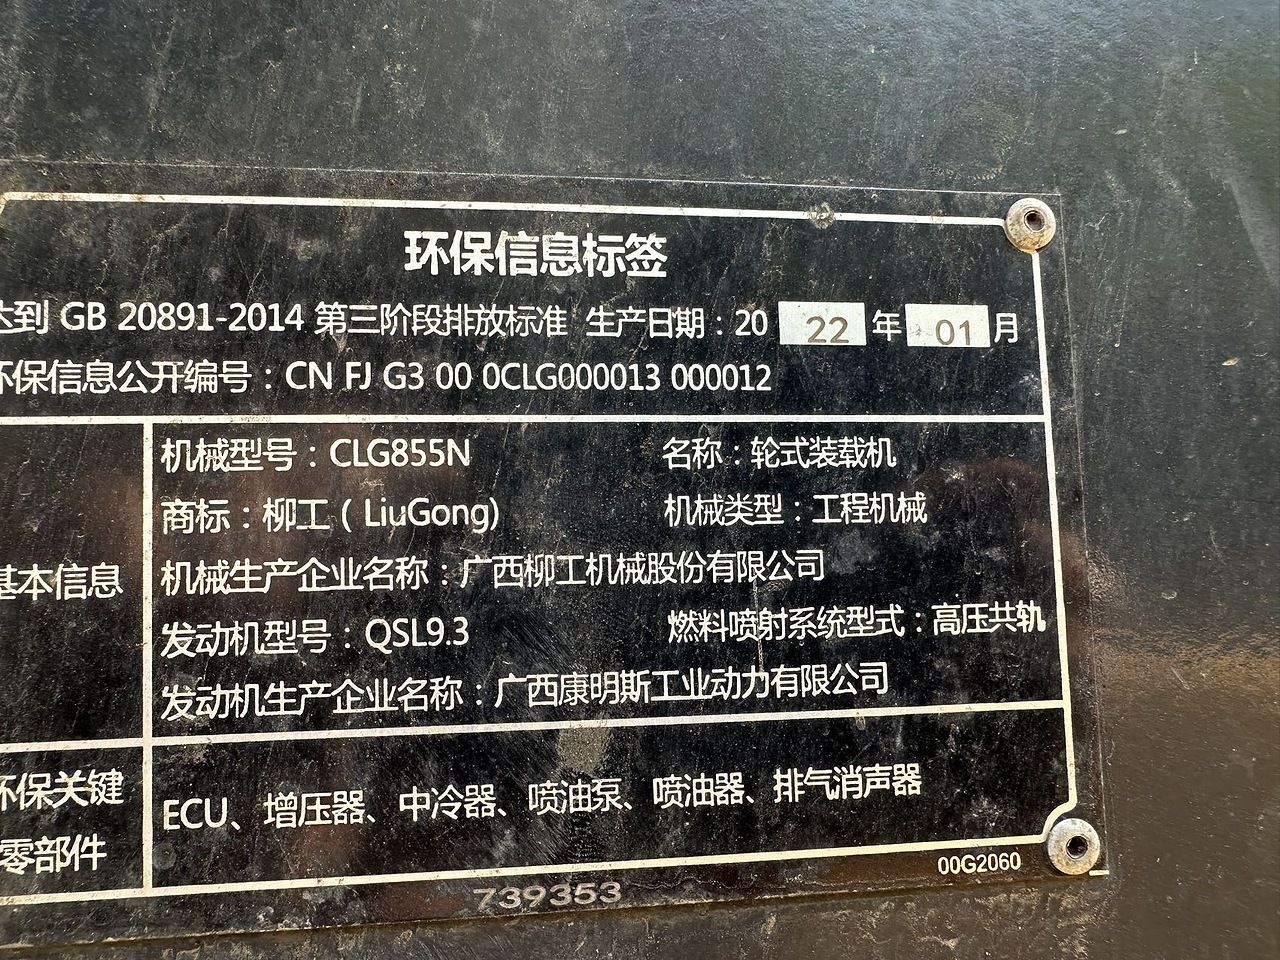 环保信息标签
达到 GB 20891-2014 第三阶段排放标准 生产日期：2022年01月
环保信息公开编号：CN FJ G3 00 0CLG000013 000012
基本信息
机械型号：CLG855N 名称：轮式装载机
商标：柳工（LiuGong) 机械类型：工程机械
机械生产企业名称：广西柳工机械股份有限公司
发动机型号：QSL9.3 燃料喷射系统型式：高压共轨
发动机生产企业名称：广西康明斯工业动力有限公司
环保关键
零部件
ECU、增压器、中冷器、喷油泵、喷油器、排气消声器
00G2060
739353